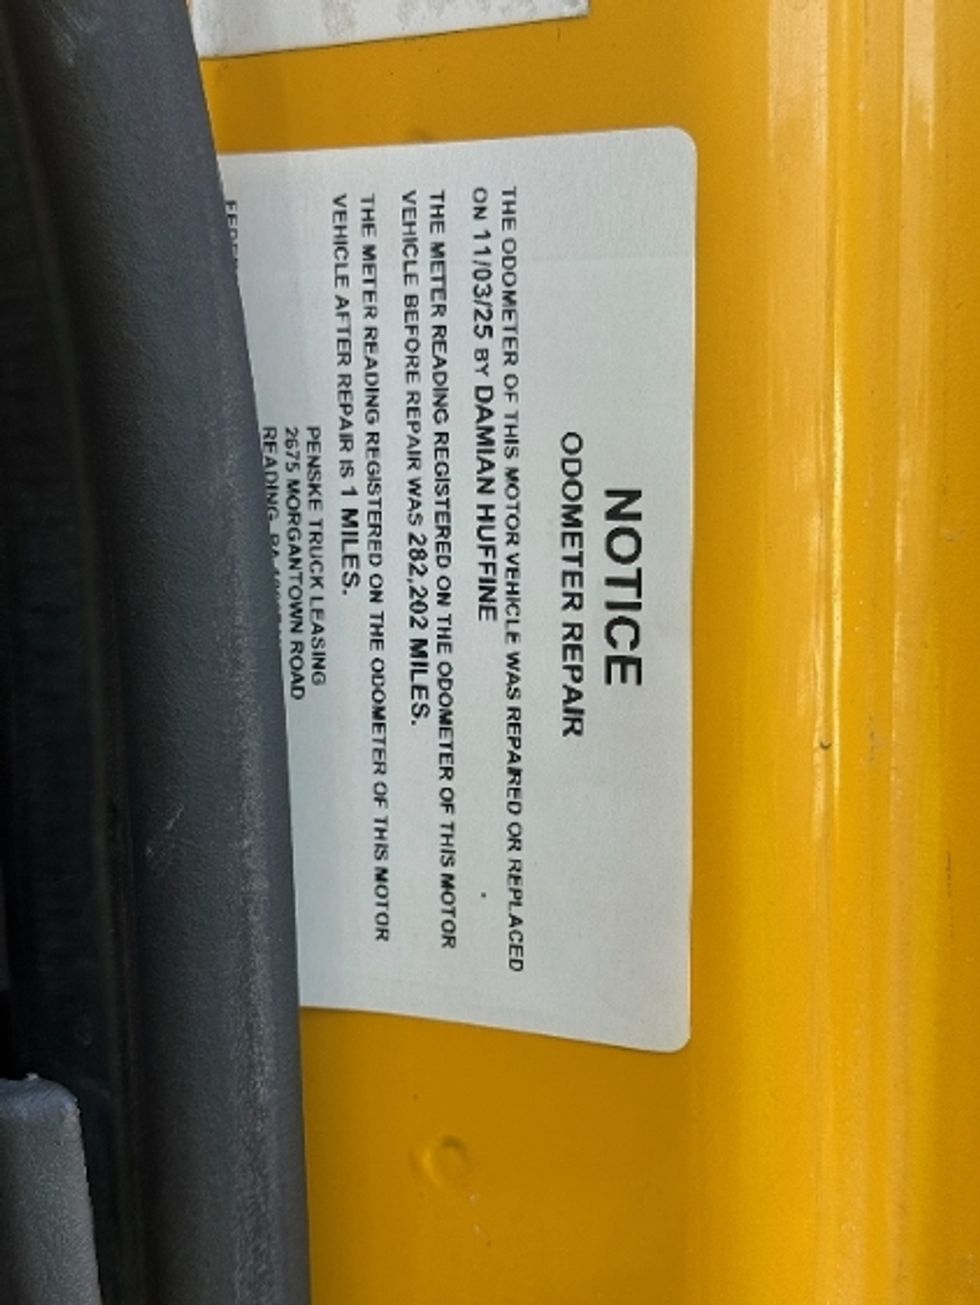 NOTICE
ODOMETER REPAIR
THE ODOMETER OF THIS MOTOR VEHICLE WAS REPAIRED OR REPLACED
ON 11/03/25 BY DAMIAN HUFFINE
THE METER READING REGISTERED ON THE ODOMETER OF THIS MOTOR
VEHICLE BEFORE REPAIR WAS 282,202 MILES.
THE METER READING REGISTERED ON THE ODOMETER OF THIS MOTOR
VEHICLE AFTER REPAIR IS 1 MILES.
PENSKE TRUCK LEASING
2675 MORGANTOWN ROAD
READING, PA